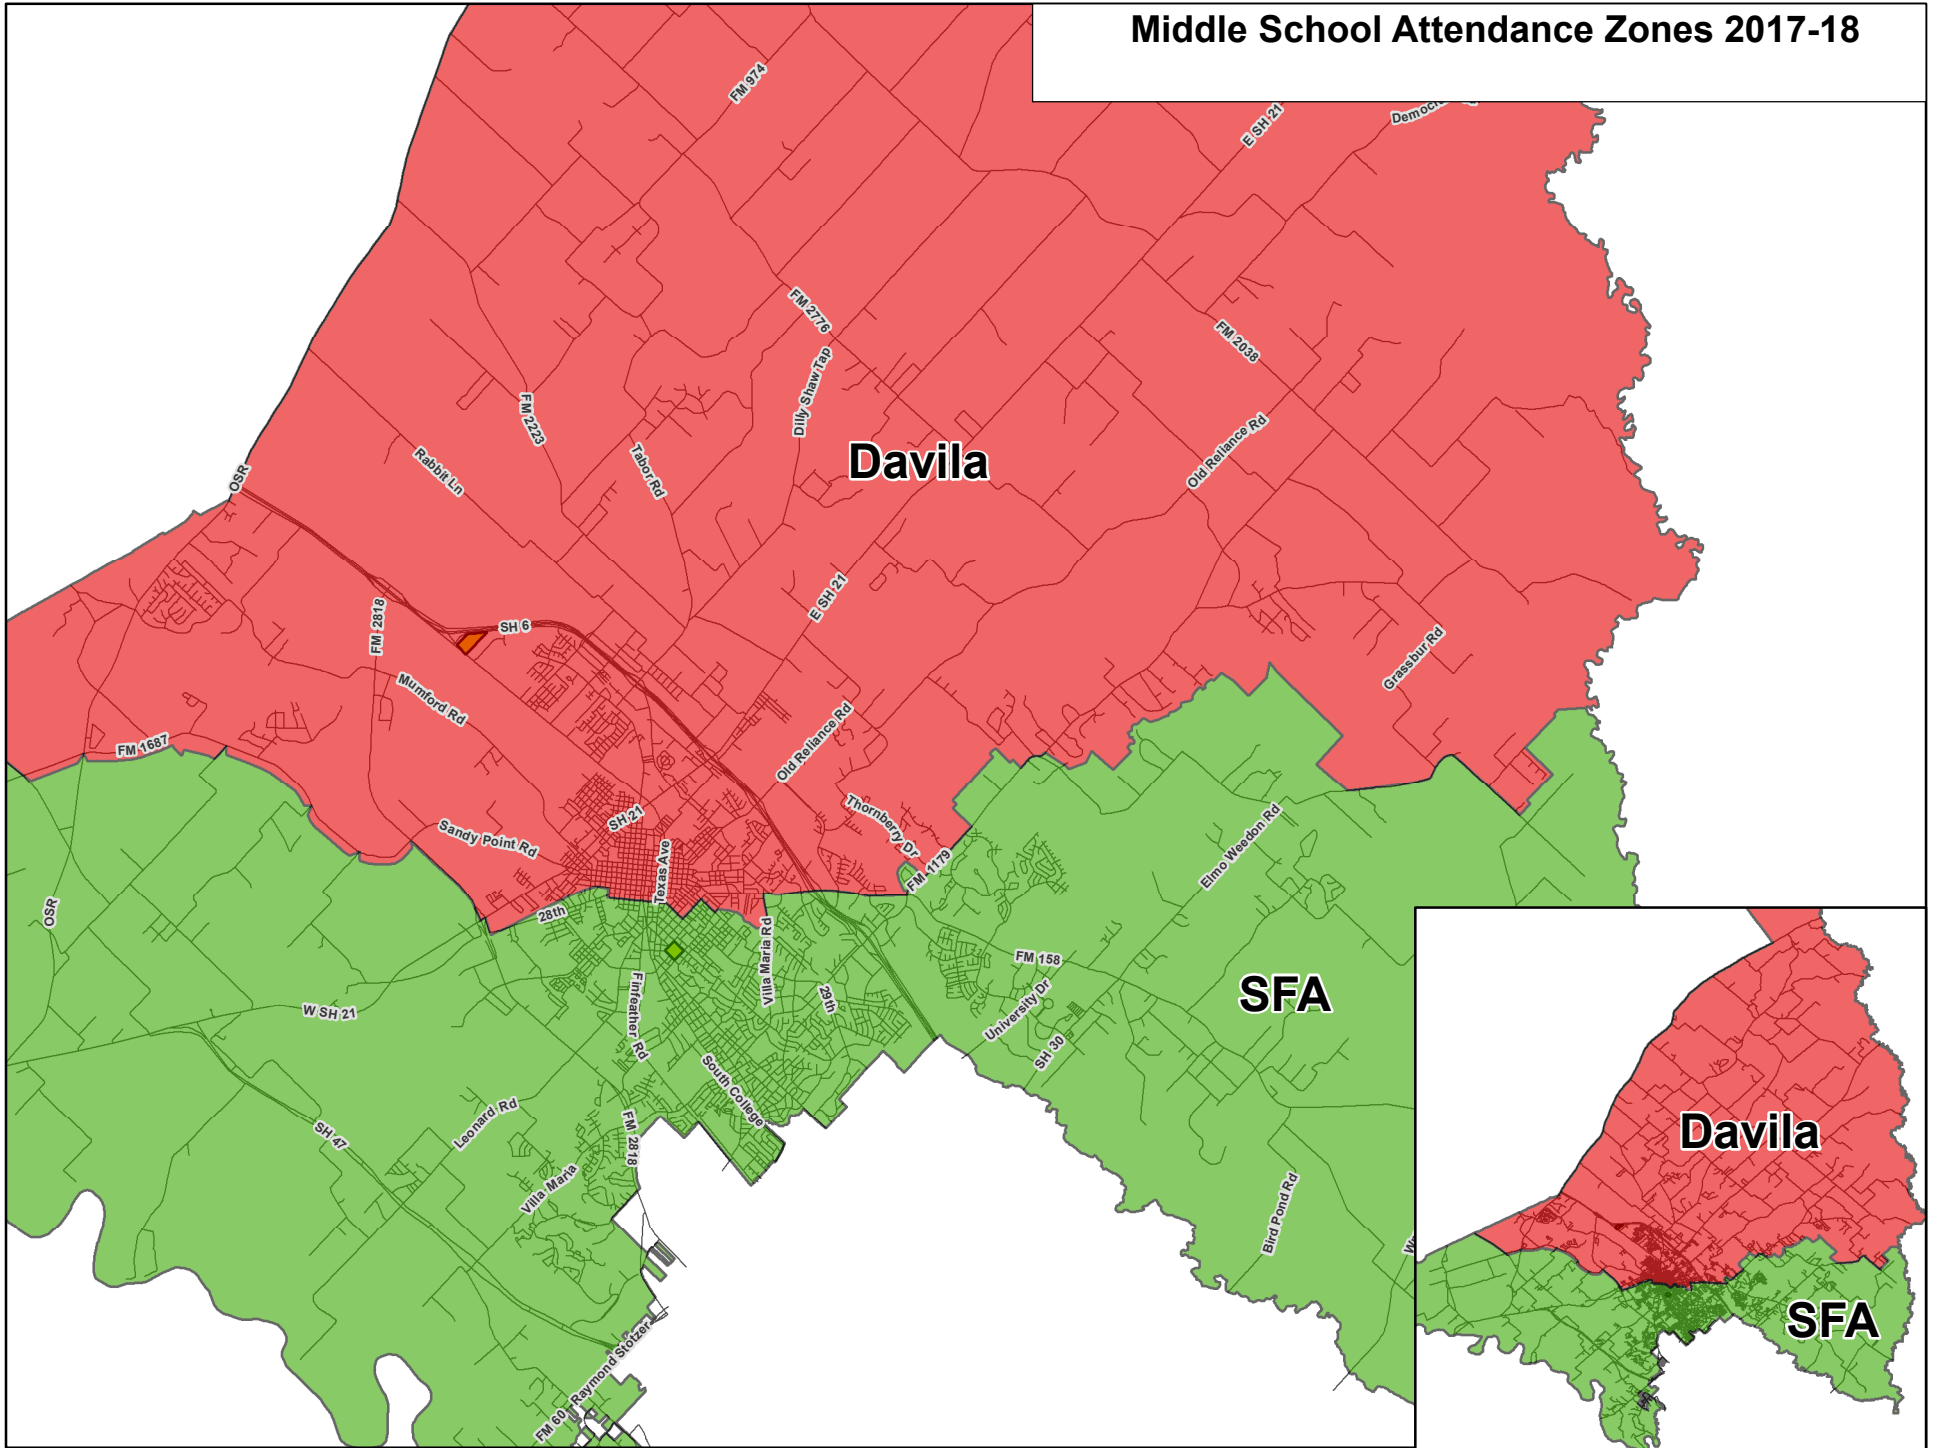 Middle School Attendance Zones 2017-18
FM 974
E SH 21
FM 2776
FM 2038
Dilly Shaw Tap
FM 2223
Tabor Rd
Rabbit Ln
Davila
Old Reliance Rd
OSR
E SH 21
FM 2818
SH 6
Grassbur Rd
Mumford Rd
FM 1687
Old Reliance Rd
Thornberry Dr
SH 21
Sandy Point Rd
Texas Ave
FM 1179
Elmo Weedon Rd
OSR
28th
Villa Maria Rd
FM 158
29th
SFA
W SH 21
Finfeather Rd
University Dr
SH 30
South College
Leonard Rd
SH 47
FM 2818
Villa Maria
Bird Pond Rd
Raymond Stotzer
FM 60
Davila
SFA